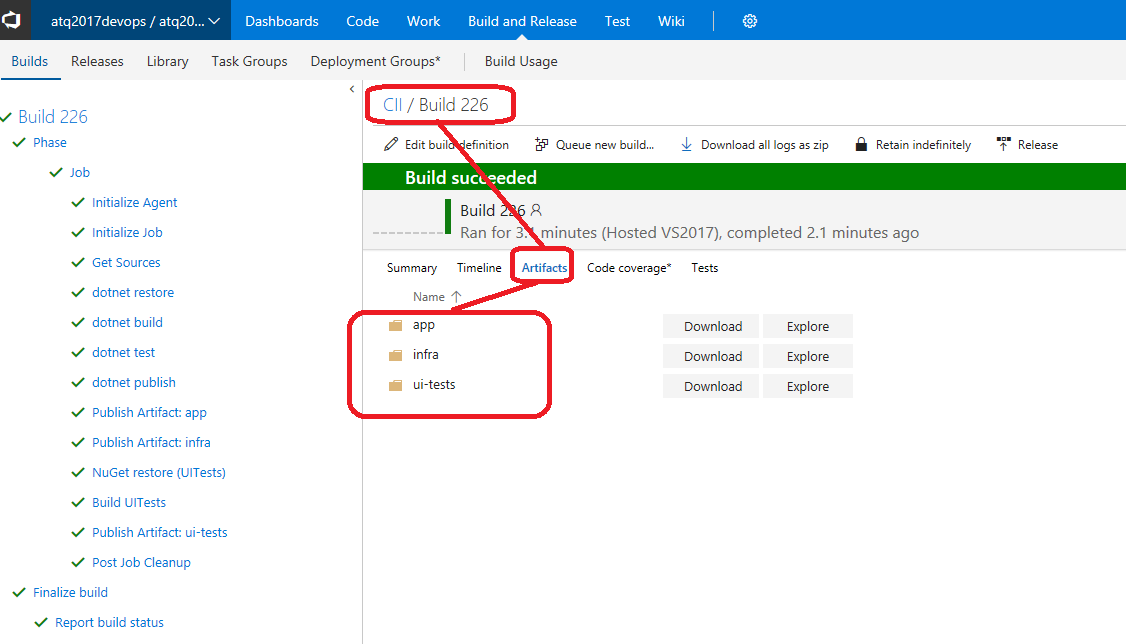 atq2017devops / atq20...
Dashboards
Code
Work
Build and Release
Test
Wiki
Builds
Releases
Library
Task Groups
Deployment Groups*
Build Usage
Build 226
Phase
Job
Initialize Agent
Initialize Job
Get Sources
dotnet restore
dotnet build
dotnet test
dotnet publish
Publish Artifact: app
Publish Artifact: infra
NuGet restore (UITests)
Build UITests
Publish Artifact: ui-tests
Post Job Cleanup
Finalize build
Report build status
CII / Build 226
Edit build definition
Queue new build...
Download all logs as zip
Retain indefinitely
Release
Build succeeded
Build 226
Ran for 3.1 minutes (Hosted VS2017), completed 2.1 minutes ago
Summary
Timeline
Artifacts
Code coverage*
Tests
Name
app
Download
Explore
infra
Download
Explore
ui-tests
Download
Explore